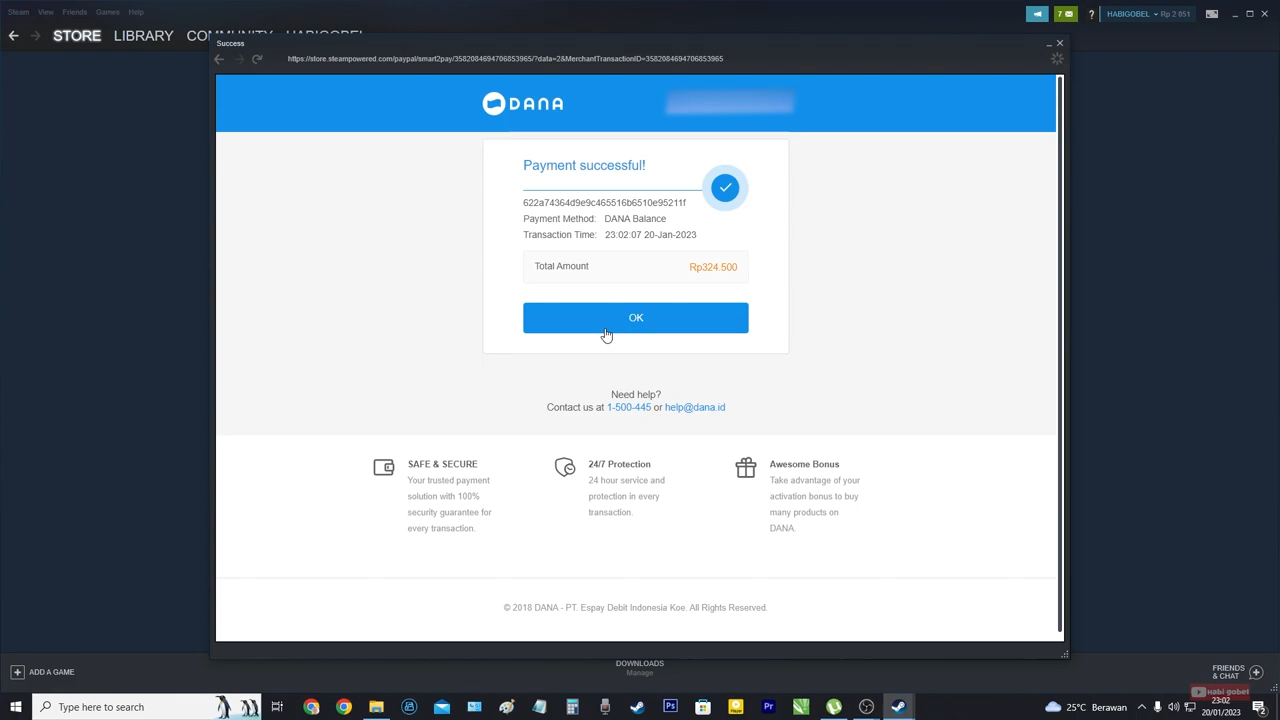 Steam View Friends Games Help
7
?
HABIGOBEL
Rp 2 051
STORE LIBRARY COMMUNITY HABIGOBEL
Success
https://store.steampowered.com/paypal/smart2pay/3582084694706853965/?data=2&MerchantTransactionID=3582084694706853965
DANA
Payment successful!
622a74364d9e9c465516b6510e95211f
Payment Method: DANA Balance
Transaction Time: 23:02:07 20-Jan-2023
Total Amount Rp324.500
OK
Need help?
Contact us at 1-500-445 or help@dana.id
SAFE & SECURE
Your trusted payment
solution with 100%
security guarantee for
every transaction.
24/7 Protection
24 hour service and
protection in every
transaction.
Awesome Bonus
Take advantage of your
activation bonus to buy
many products on
DANA.
© 2018 DANA - PT. Espay Debit Indonesia Koe. All Rights Reserved.
ADD A GAME
DOWNLOADS
Manage
FRIENDS
& CHAT
Habi gobel
Type here to search
25°C Berawan
23:02
20/01/2023